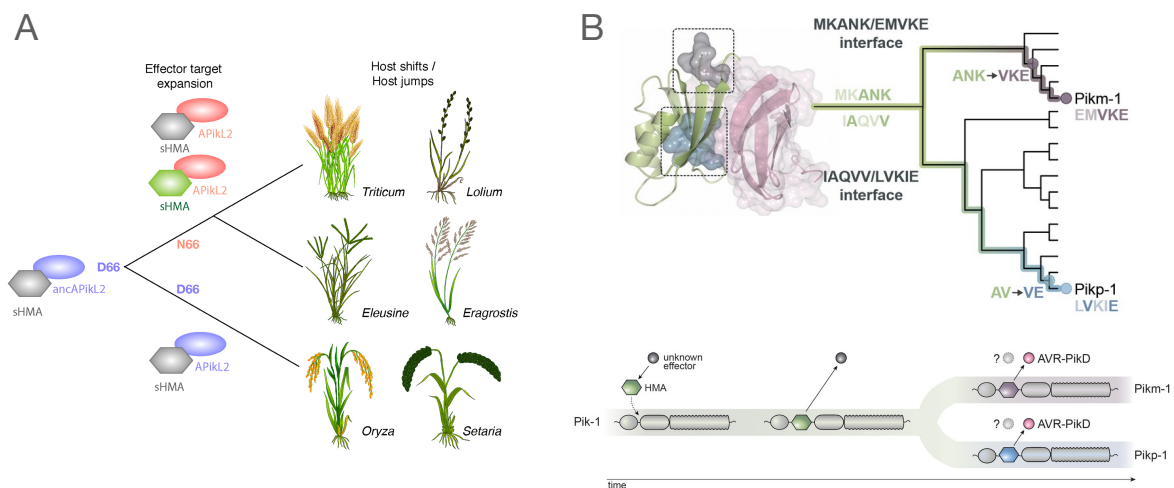 A
Effector target
expansion
Host shifts /
Host jumps
APikL2
sHMA
APikL2
sHMA
Triticum
Lolium
N66
D66
ancAPikL2
sHMA
D66
Eleusine
Eragrostis
APikL2
sHMA
Oryza
Setaria
B
MKANK/EMVKE
interface
ANK→VKE
MKANK
IAQVV
Pikm-1
EMVKE
IAQVV/LVKIE
interface
Pikp-1
AV→VE
LVKIE
unknown
effector
HMA
Pik-1
? AVR-PikD
Pikm-1
? AVR-PikD
Pikp-1
time